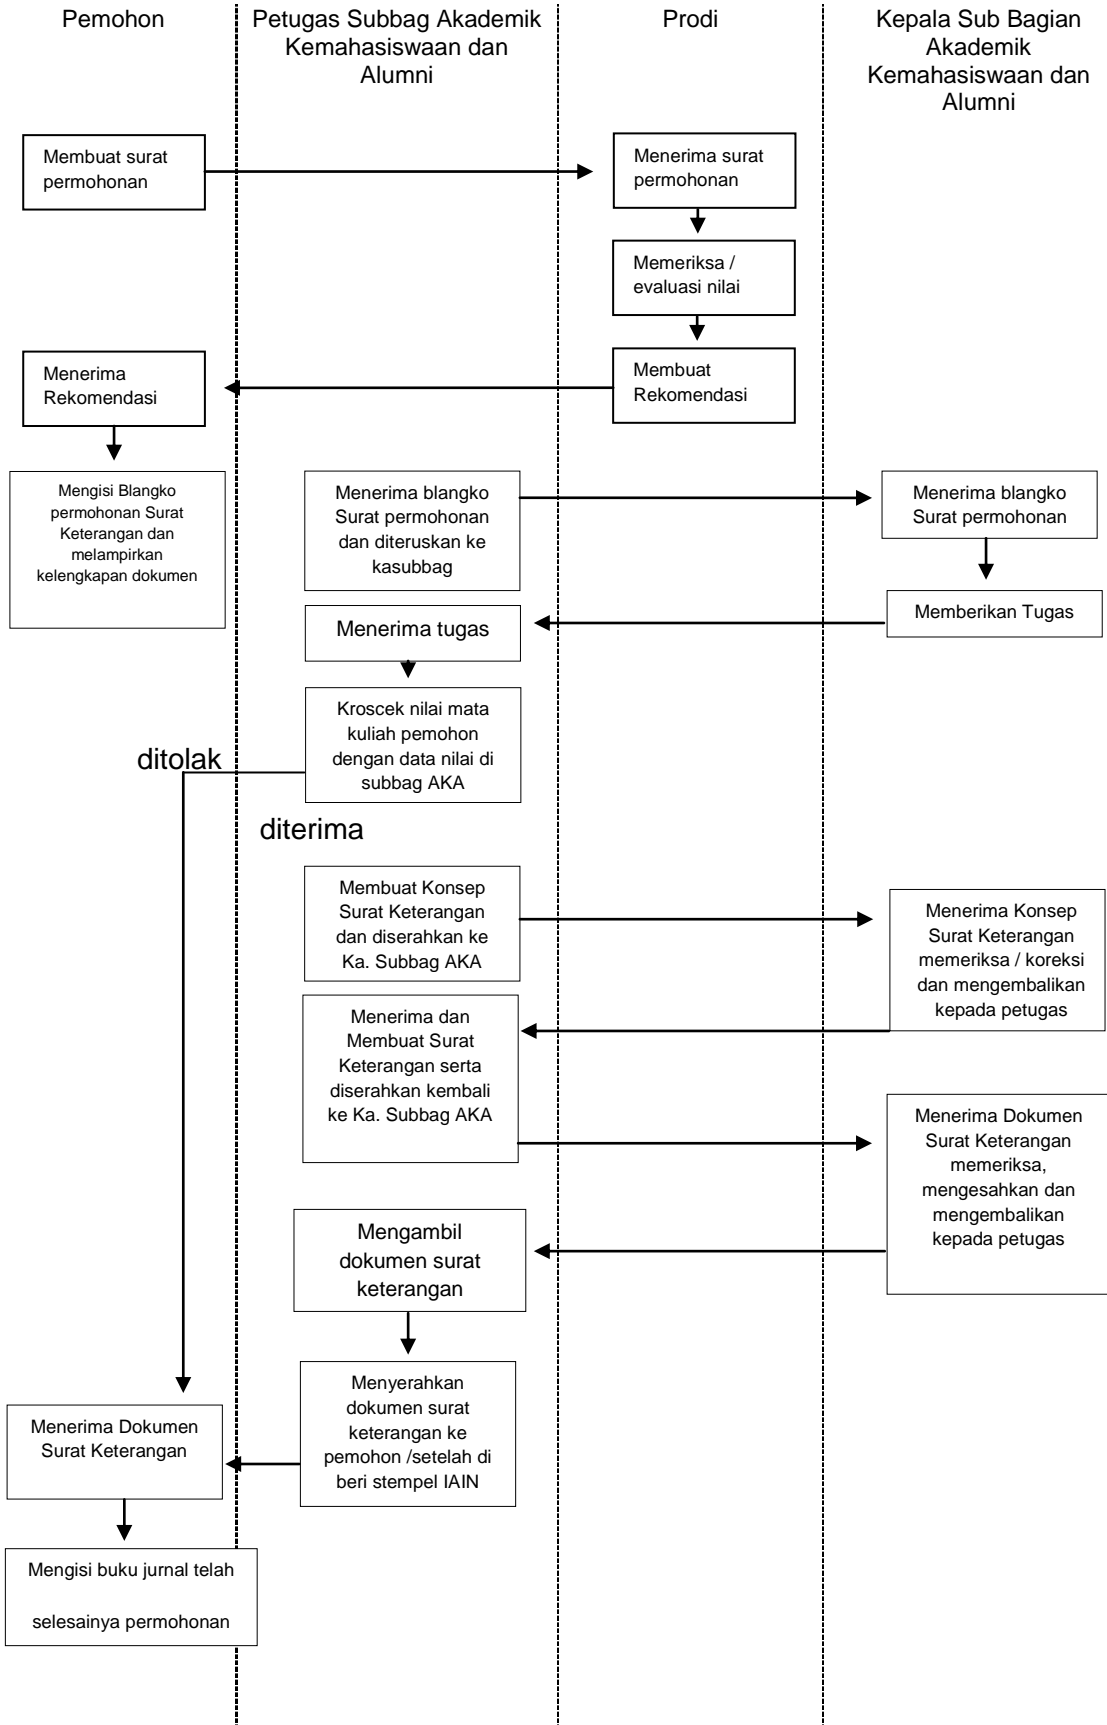 Pemohon
Petugas Subbag Akademik
Kemahasiswaan dan
Alumni
Prodi
Kepala Sub Bagian
Akademik
Kemahasiswaan dan
Alumni
Membuat surat
permohonan
Menerima surat
permohonan
Memeriksa /
evaluasi nilai
Menerima
Rekomendasi
Membuat
Rekomendasi
Mengisi Blangko
permohonan Surat
Keterangan dan
melampirkan
kelengkapan dokumen
Menerima blangko
Surat permohonan
dan diteruskan ke
kasubbag
Menerima blangko
Surat permohonan
Menerima tugas
Memberikan Tugas
Kroscek nilai mata
kuliah pemohon
dengan data nilai di
subbag AKA
ditolak
diterima
Membuat Konsep
Surat Keterangan
dan diserahkan ke
Ka. Subbag AKA
Menerima Konsep
Surat Keterangan
memeriksa / koreksi
dan mengembalikan
kepada petugas
Menerima dan
Membuat Surat
Keterangan serta
diserahkan kembali
ke Ka. Subbag AKA
Menerima Dokumen
Surat Keterangan
memeriksa,
mengesahkan dan
mengembalikan
kepada petugas
Mengambil
dokumen surat
keterangan
Menyerahkan
dokumen surat
keterangan ke
pemohon /setelah di
beri stempel IAIN
Menerima Dokumen
Surat Keterangan
Mengisi buku jurnal telah
selesainya permohonan